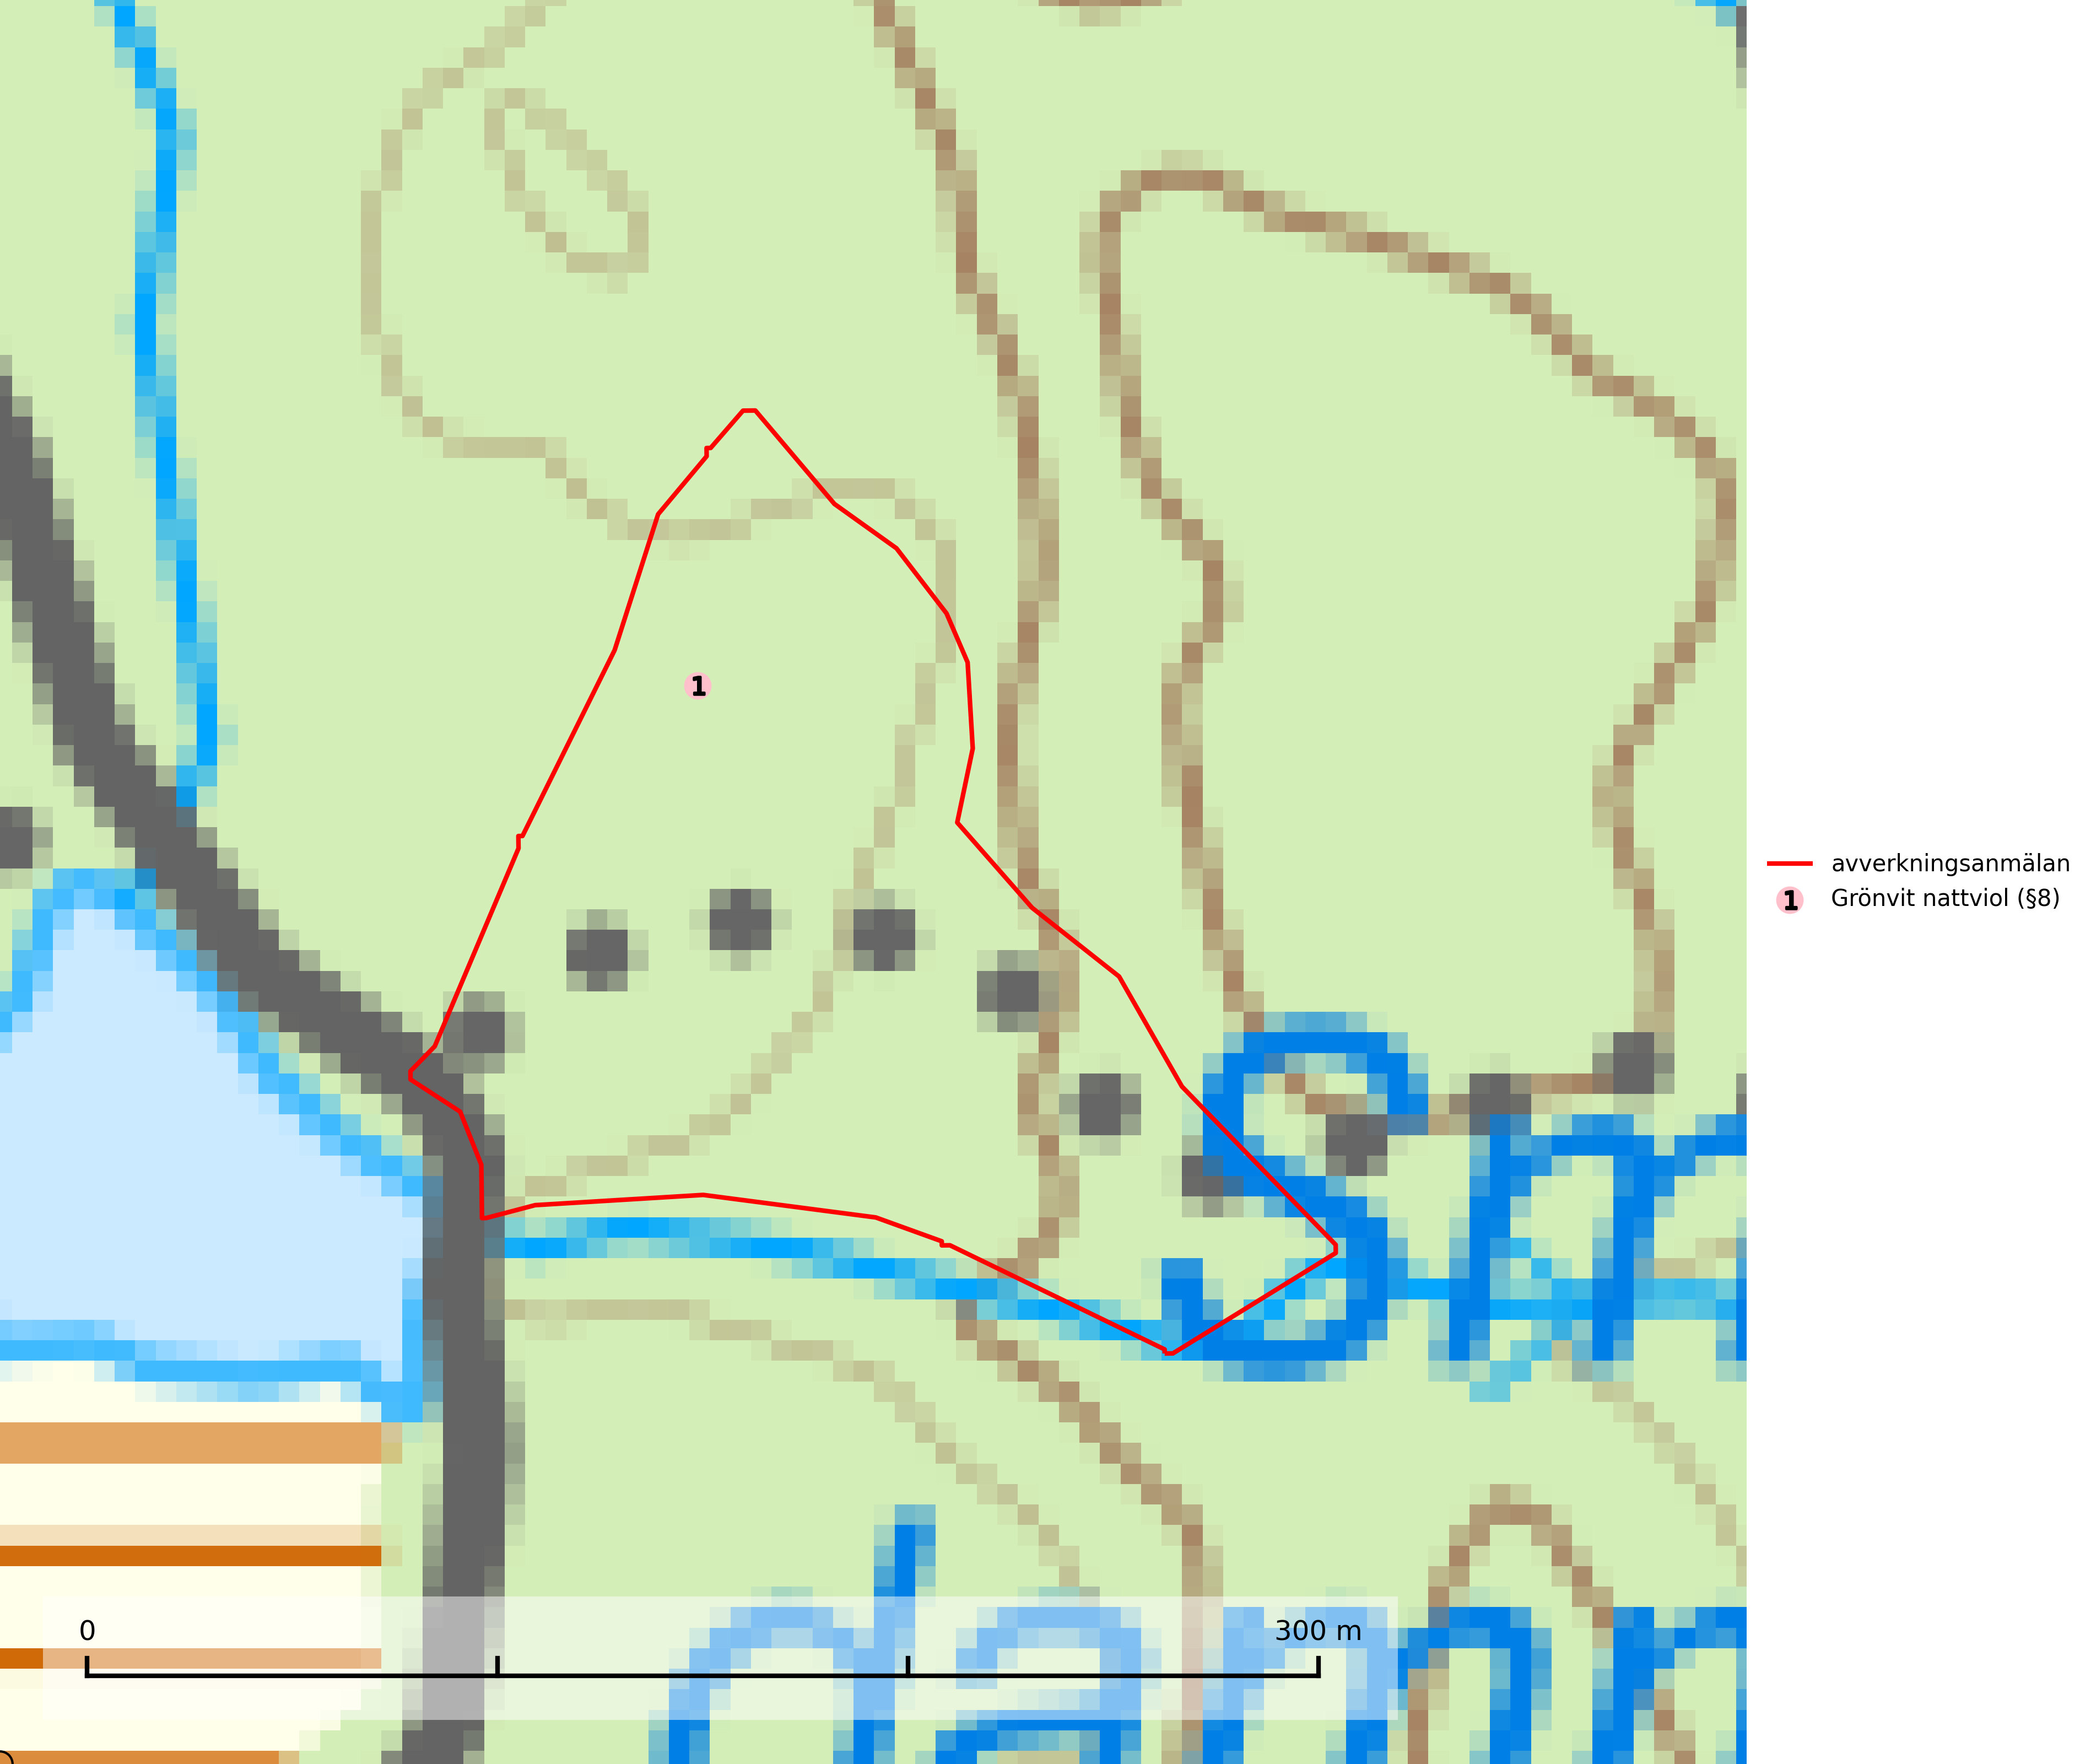 1
avverkningsanmälan
1 Grönvit nattviol (§8)
0 300 m